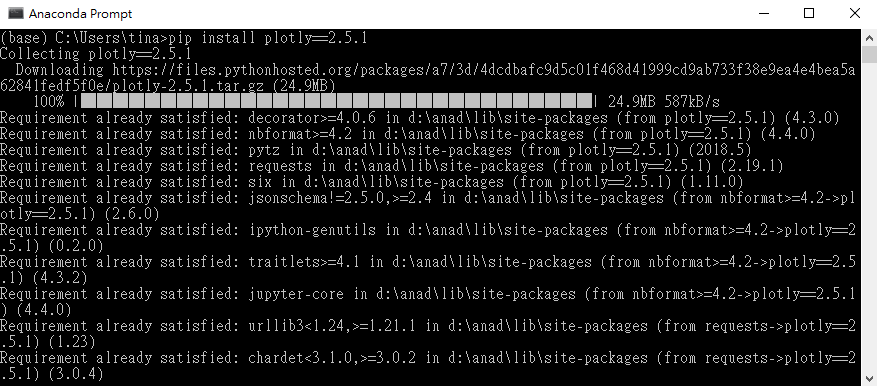 Anaconda Prompt
(base) C:\Users\tina>pip install plotly==2.5.1
Collecting plotly==2.5.1
  Downloading https://files.pythonhosted.org/packages/a7/3d/4dcdbafc9d5c01f468d41999cd9ab733f38e9ea4e4bea5a
62841fedf5f0e/plotly-2.5.1.tar.gz (24.9MB)
    100% |████████████████████████████████| 24.9MB 587kB/s
Requirement already satisfied: decorator>=4.0.6 in d:\anad\lib\site-packages (from plotly==2.5.1) (4.3.0)
Requirement already satisfied: nbformat>=4.2 in d:\anad\lib\site-packages (from plotly==2.5.1) (4.4.0)
Requirement already satisfied: pytz in d:\anad\lib\site-packages (from plotly==2.5.1) (2018.5)
Requirement already satisfied: requests in d:\anad\lib\site-packages (from plotly==2.5.1) (2.19.1)
Requirement already satisfied: six in d:\anad\lib\site-packages (from plotly==2.5.1) (1.11.0)
Requirement already satisfied: jsonschema!=2.5.0,>=2.4 in d:\anad\lib\site-packages (from nbformat>=4.2->pl
otly==2.5.1) (2.6.0)
Requirement already satisfied: ipython-genutils in d:\anad\lib\site-packages (from nbformat>=4.2->plotly==2
.5.1) (0.2.0)
Requirement already satisfied: traitlets>=4.1 in d:\anad\lib\site-packages (from nbformat>=4.2->plotly==2.5
.1) (4.3.2)
Requirement already satisfied: jupyter-core in d:\anad\lib\site-packages (from nbformat>=4.2->plotly==2.5.1
) (4.4.0)
Requirement already satisfied: urllib3<1.24,>=1.21.1 in d:\anad\lib\site-packages (from requests->plotly==2
.5.1) (1.23)
Requirement already satisfied: chardet<3.1.0,>=3.0.2 in d:\anad\lib\site-packages (from requests->plotly==2
.5.1) (3.0.4)